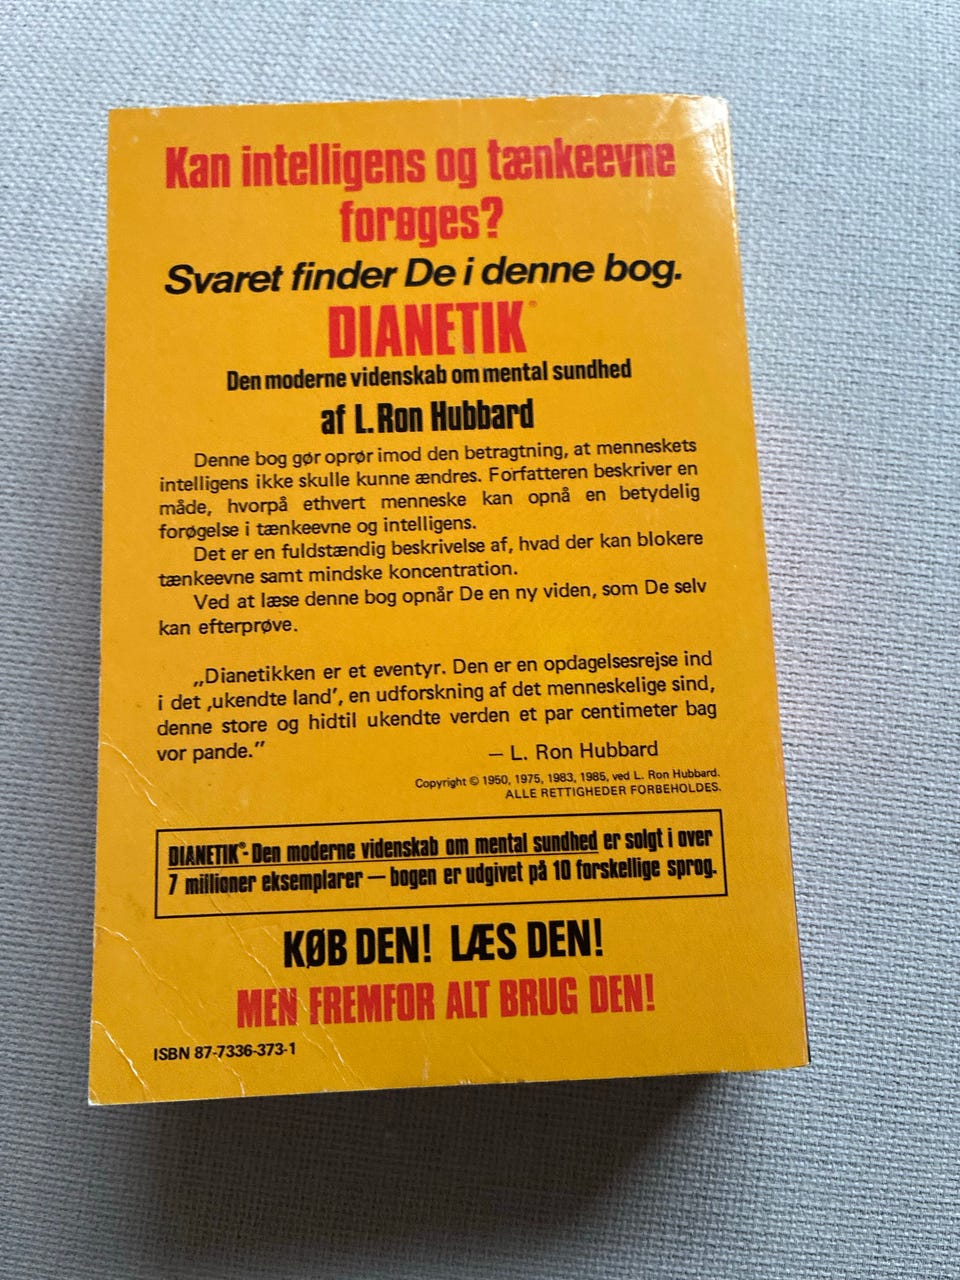 Kan intelligens og tænkeevne
forøges?
Svaret finder De i denne bog.
DIANETIK®
Den moderne videnskab om mental sundhed
af L. Ron Hubbard
Denne bog gør oprør imod den betragtning, at menneskets
intelligens ikke skulle kunne ændres. Forfatteren beskriver en
måde, hvorpå ethvert menneske kan opnå en betydelig
forøgelse i tænkeevne og intelligens.
Det er en fuldstændig beskrivelse af, hvad der kan blokere
tænkeevne samt mindske koncentration.
Ved at læse denne bog opnår De en ny viden, som De selv
kan efterprøve.
„Dianetikken er et eventyr. Den er en opdagelsesrejse ind
i det ‚ukendte land’, en udforskning af det menneskelige sind,
denne store og hidtil ukendte verden et par centimeter bag
vor pande.”
— L. Ron Hubbard
Copyright © 1950, 1975, 1983, 1985, ved L. Ron Hubbard.
ALLE RETTIGHEDER FORBEHOLDES.
DIANETIK®- Den moderne videnskab om mental sundhed er solgt i over
7 millioner eksemplarer — bogen er udgivet på 10 forskellige sprog.
KØB DEN! LÆS DEN!
MEN FREMFOR ALT BRUG DEN!
ISBN 87-7336-373-1